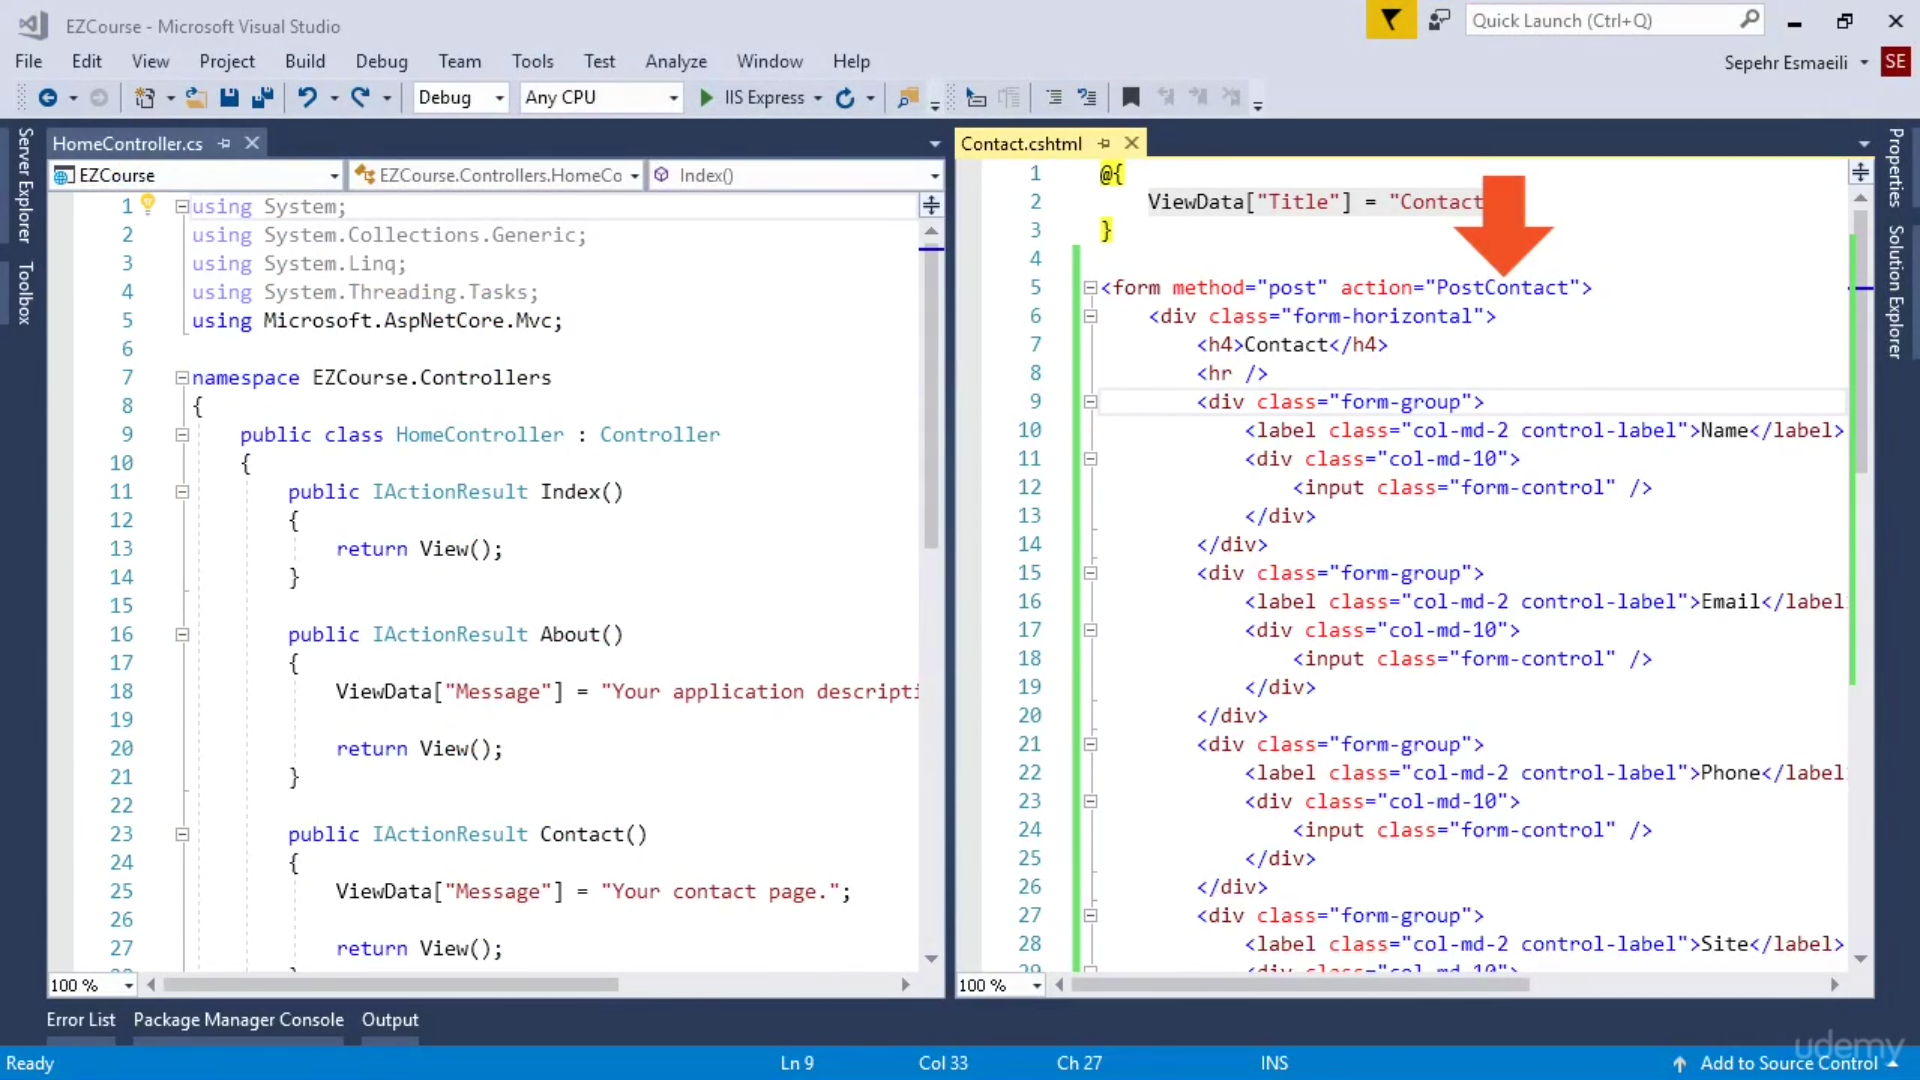 EZCourse - Microsoft Visual Studio
Quick Launch (Ctrl+Q)
File Edit View Project Build Debug Team Tools Test Analyze Window Help
Sepehr Esmaeili SE
Debug Any CPU IIS Express
Server Explorer
Toolbox
HomeController.cs
EZCourse EZCourse.Controllers.HomeCo Index()
1 using System;
2 using System.Collections.Generic;
3 using System.Linq;
4 using System.Threading.Tasks;
5 using Microsoft.AspNetCore.Mvc;
6
7 namespace EZCourse.Controllers
8 {
9 public class HomeController : Controller
10 {
11 public IActionResult Index()
12 {
13 return View();
14 }
15
16 public IActionResult About()
17 {
18 ViewData["Message"] = "Your application descripti
19
20 return View();
21 }
22
23 public IActionResult Contact()
24 {
25 ViewData["Message"] = "Your contact page.";
26
27 return View();
100 %
Contact.cshtml
1 @{
2 ViewData["Title"] = "Contact
3 }
4
5 <form method="post" action="PostContact">
6 <div class="form-horizontal">
7 <h4>Contact</h4>
8 <hr />
9 <div class="form-group">
10 <label class="col-md-2 control-label">Name</label>
11 <div class="col-md-10">
12 <input class="form-control" />
13 </div>
14 </div>
15 <div class="form-group">
16 <label class="col-md-2 control-label">Email</label
17 <div class="col-md-10">
18 <input class="form-control" />
19 </div>
20 </div>
21 <div class="form-group">
22 <label class="col-md-2 control-label">Phone</label
23 <div class="col-md-10">
24 <input class="form-control" />
25 </div>
26 </div>
27 <div class="form-group">
28 <label class="col-md-2 control-label">Site</label>
29 <div class="col-md-10">
100 %
Properties
Solution Explorer
Error List Package Manager Console Output
udemy
Ready Ln 9 Col 33 Ch 27 INS Add to Source Control